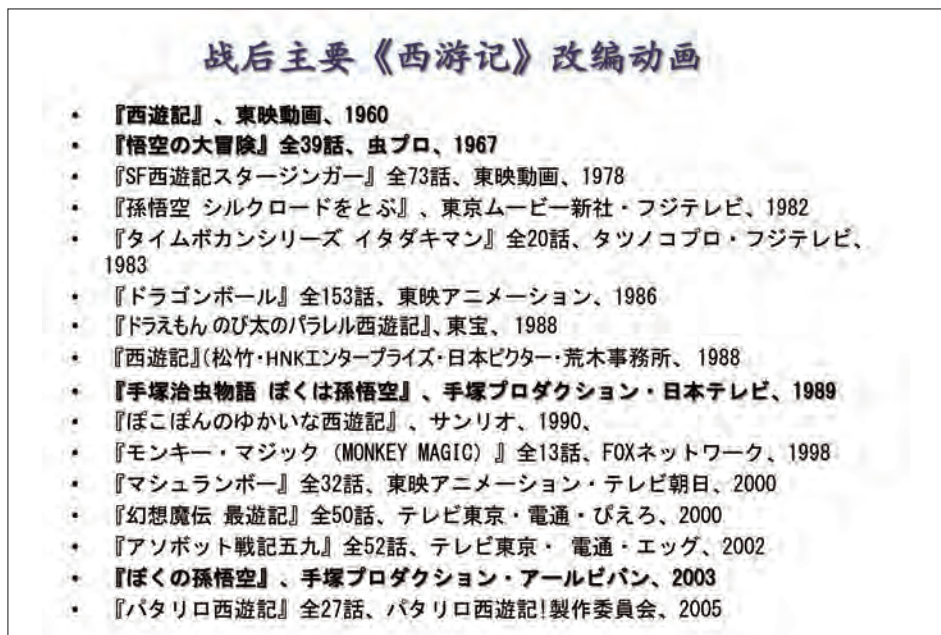 战后主要《西游记》改编动画
• 『西遊記』、東映動画、1960
• 『悟空の大冒険』全39話、虫プロ、1967
• 『SF西遊記スタージンガー』全73話、東映動画、1978
• 『孫悟空 シルクロードをとぶ』、東京ムービー新社・フジテレビ、1982
• 『タイムボカンシリーズ イタダキマン』全20話、タツノコプロ・フジテレビ、
1983
• 『ドラゴンボール』全153話、東映アニメーション、1986
• 『ドラえもん のび太のパラレル西遊記』、東宝、1988
• 『西遊記』(松竹・HNKエンタープライズ・日本ビクター・荒木事務所、1988
• 『手塚治虫物語 ぼくは孫悟空』、手塚プロダクション・日本テレビ、1989
• 『ぽこぽんのゆかいな西遊記』、サンリオ、1990、
• 『モンキー・マジック (MONKEY MAGIC) 』全13話、FOXネットワーク、1998
• 『マシュランボー』全32話、東映アニメーション・テレビ朝日、2000
• 『幻想魔伝 最遊記』全50話、テレビ東京・電通・ぴえろ、2000
• 『アソボット戦記五九』全52話、テレビ東京・ 電通・エッグ、2002
• 『ぼくの孫悟空』、手塚プロダクション・アールビバン、2003
• 『パタリロ西遊記』全27話、パタリロ西遊記!製作委員会、2005